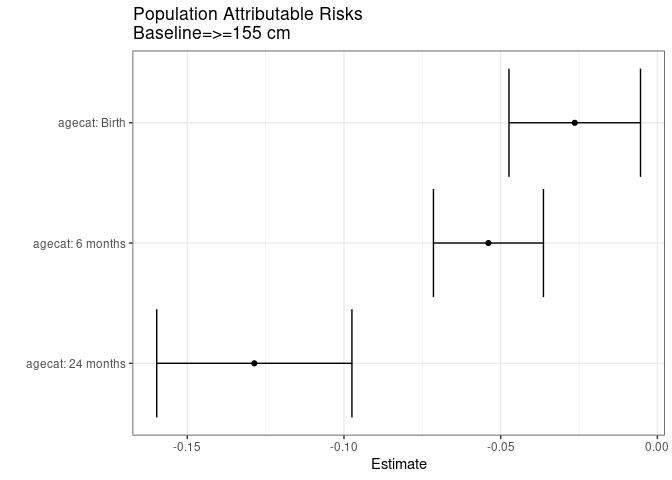 Population Attributable Risks
Baseline=>=155 cm
agecat: Birth
agecat: 6 months
agecat: 24 months
-0.15 -0.10 -0.05 0.00
Estimate